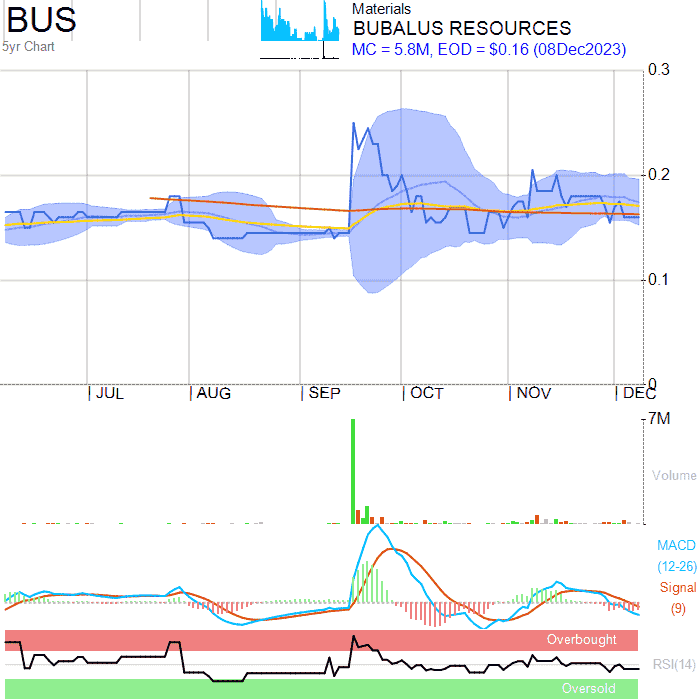 BUS
5yr Chart
Materials
BUBALUS RESOURCES
MC = 5.8M, EOD = $0.16 (08Dec2023)
0.3
0.2
0.1
0
JUL AUG SEP OCT NOV DEC
7M
Volume
MACD
(12-26)
Signal
(9)
Overbought
RSI(14)
Oversold